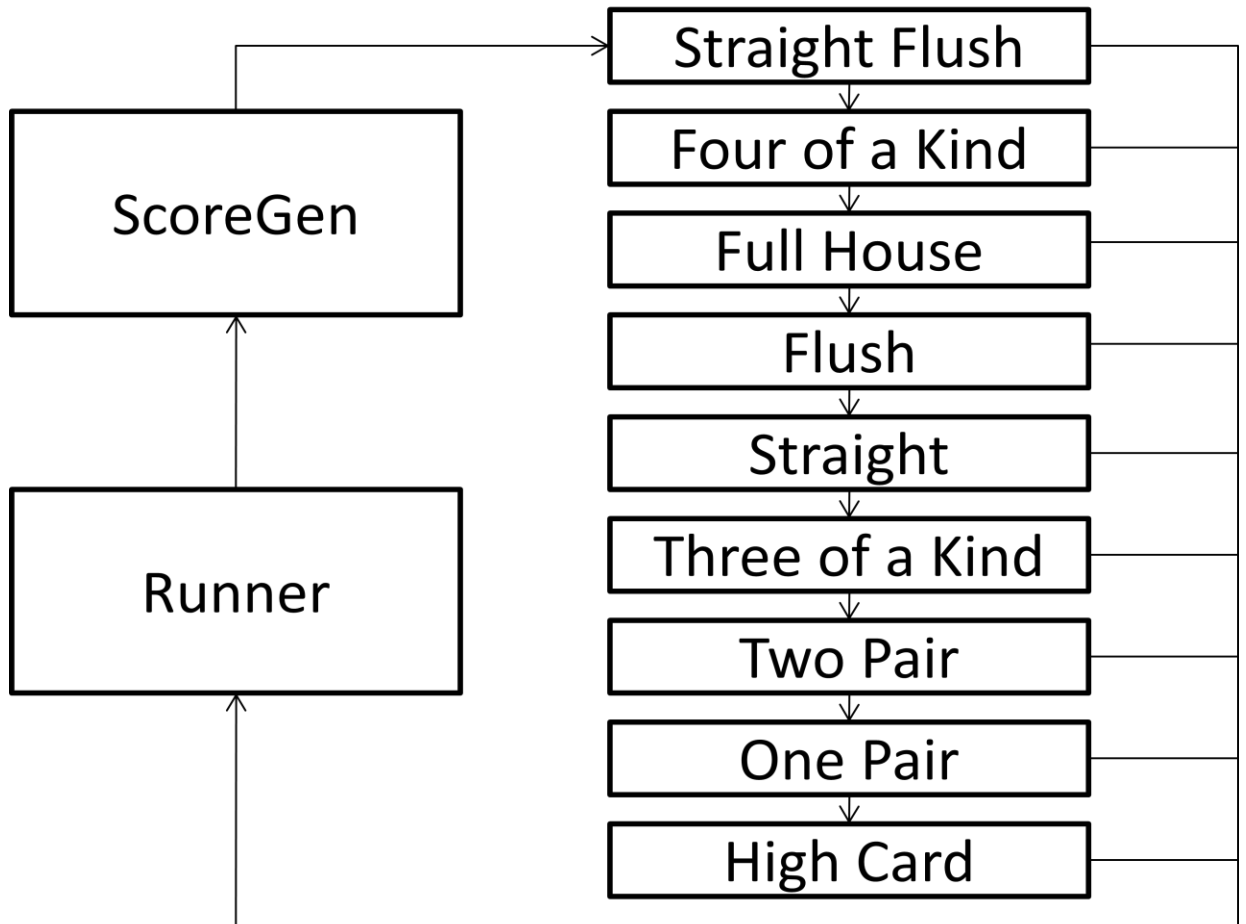 Straight Flush
Four of a Kind
ScoreGen
Full House
Flush
Straight
Three of a Kind
Runner
Two Pair
One Pair
High Card